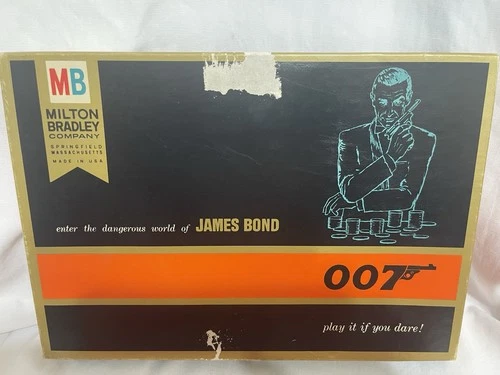 MB
MILTON
BRADLEY
COMPANY
SPRINGFIELD
MASSACHUSETTS
MADE IN USA
enter the dangerous world of JAMES BOND
007
play it if you dare!